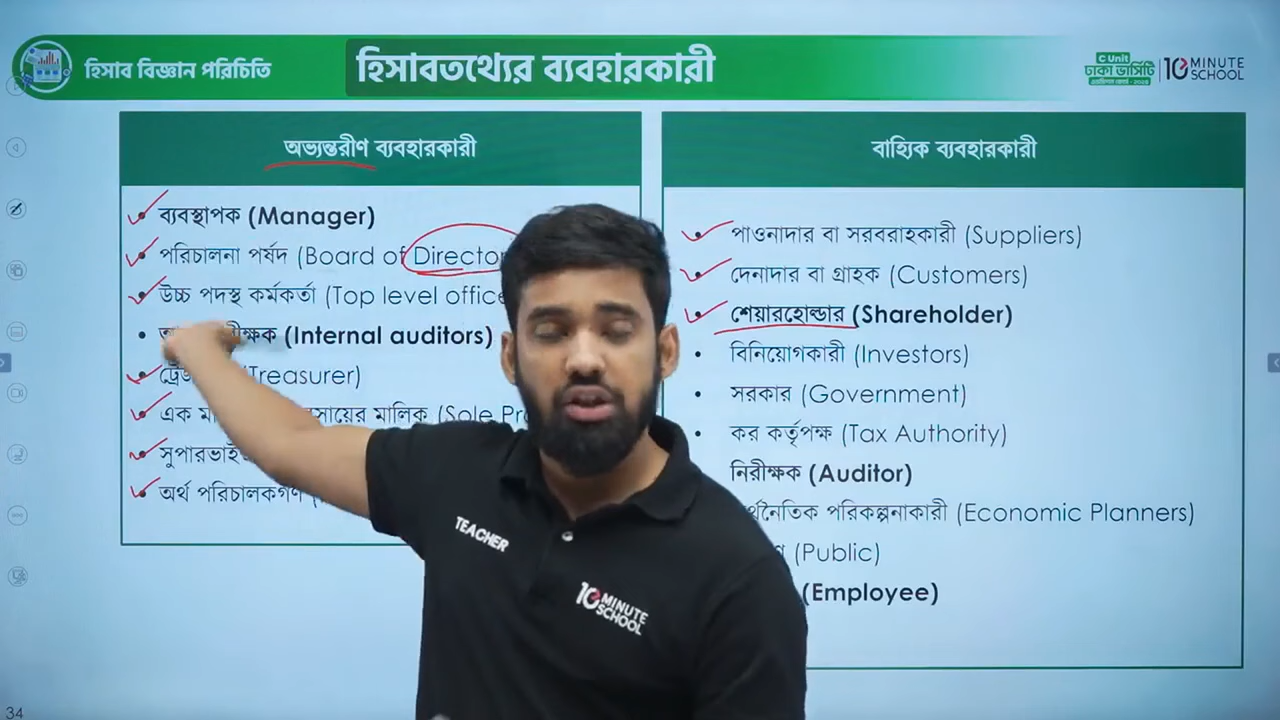 হিসাব বিজ্ঞান পরিচিতি
হিসাবতথ্যের ব্যবহারকারী
C Unit
ঢাকা ভার্সিটি
10 MINUTE SCHOOL
অভ্যন্তরীণ ব্যবহারকারী
ব্যবস্থাপক (Manager)
পরিচালনা পর্ষদ (Board of
উচ্চ পদস্থ কর্মকর্তা (Top level
(Internal auditors)
(Treasurer)
এক মালিক (Sole
অর্থ পরিচালকগণ
বাহ্যিক ব্যবহারকারী
পাওনাদার বা সরবরাহকারী (Suppliers)
দেনাদার বা গ্রাহক (Customers)
শেয়ারহোল্ডার (Shareholder)
বিনিয়োগকারী (Investors)
সরকার (Government)
কর কর্তৃপক্ষ (Tax Authority)
নিরীক্ষক (Auditor)
পরিকল্পনাকারী (Economic Planners)
(Public)
(Employee)
TEACHER
10 MINUTE SCHOOL
34